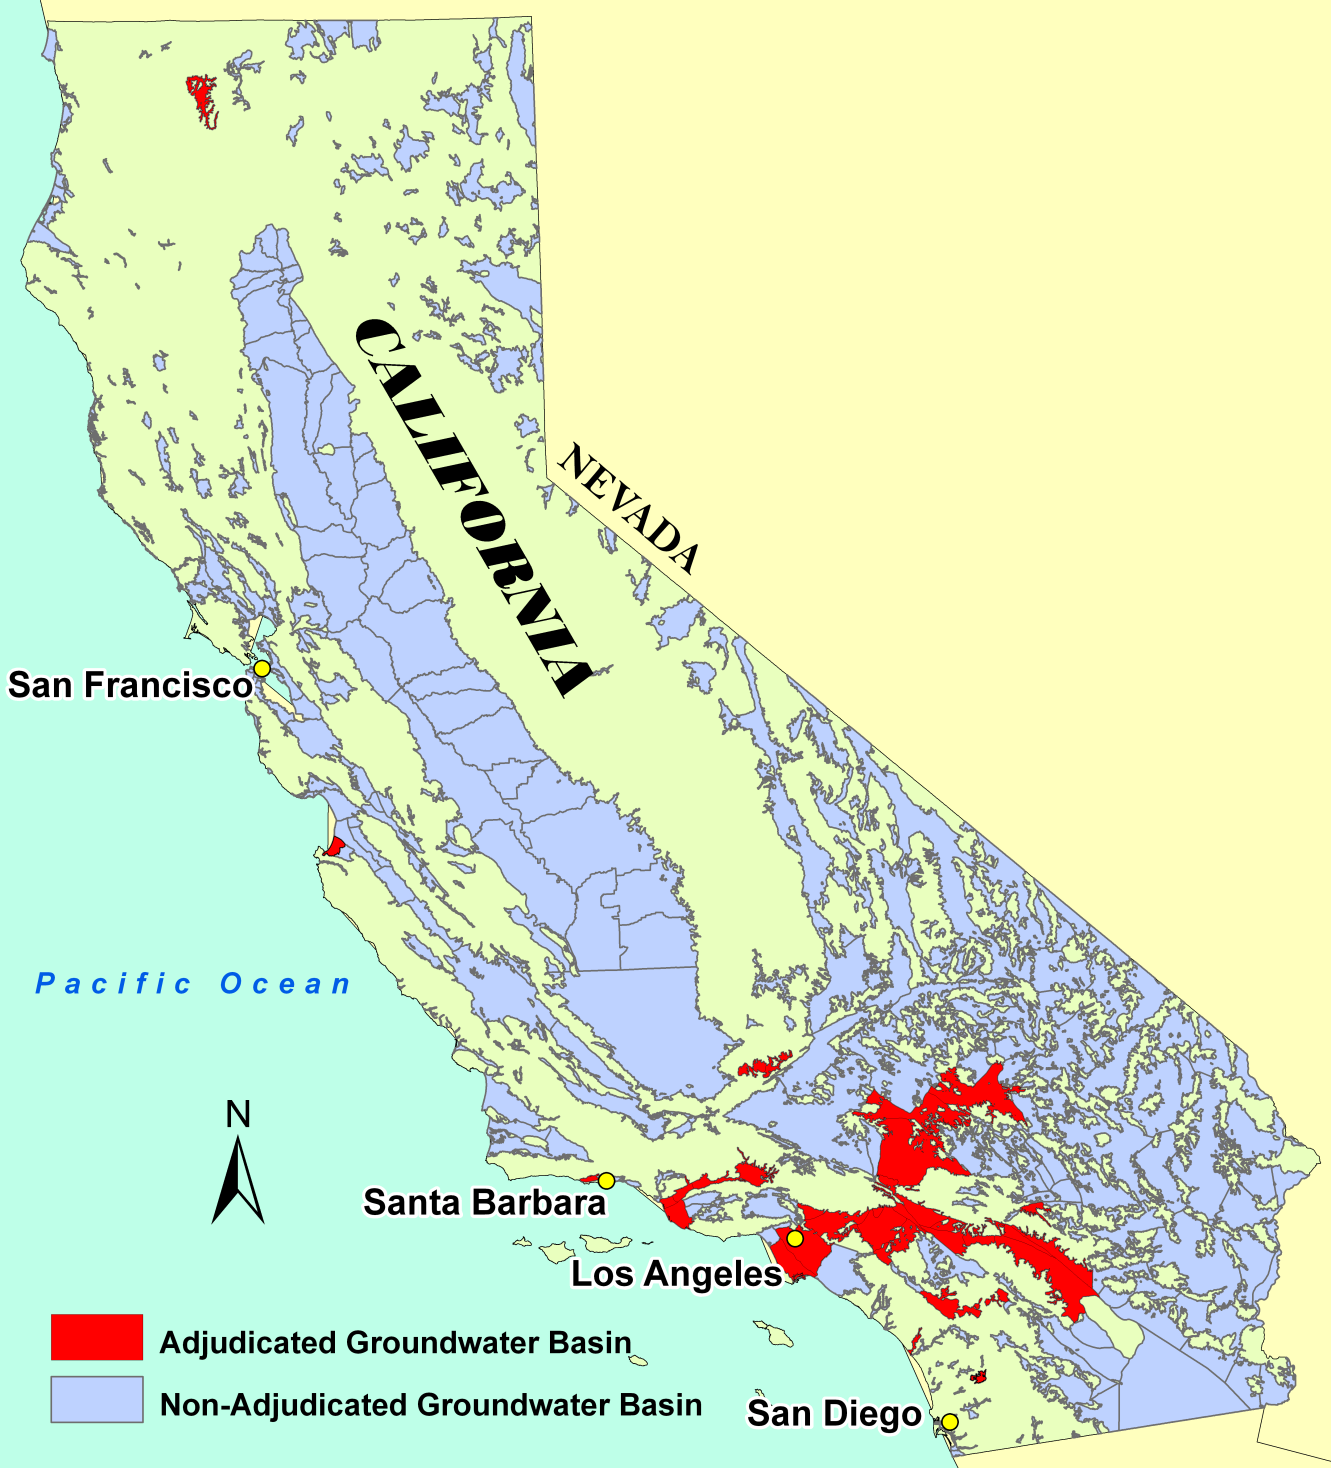 CALIFORNIA
NEVADA
San Francisco
Pacific Ocean
N
Santa Barbara
Los Angeles
Adjudicated Groundwater Basin
Non-Adjudicated Groundwater Basin
San Diego